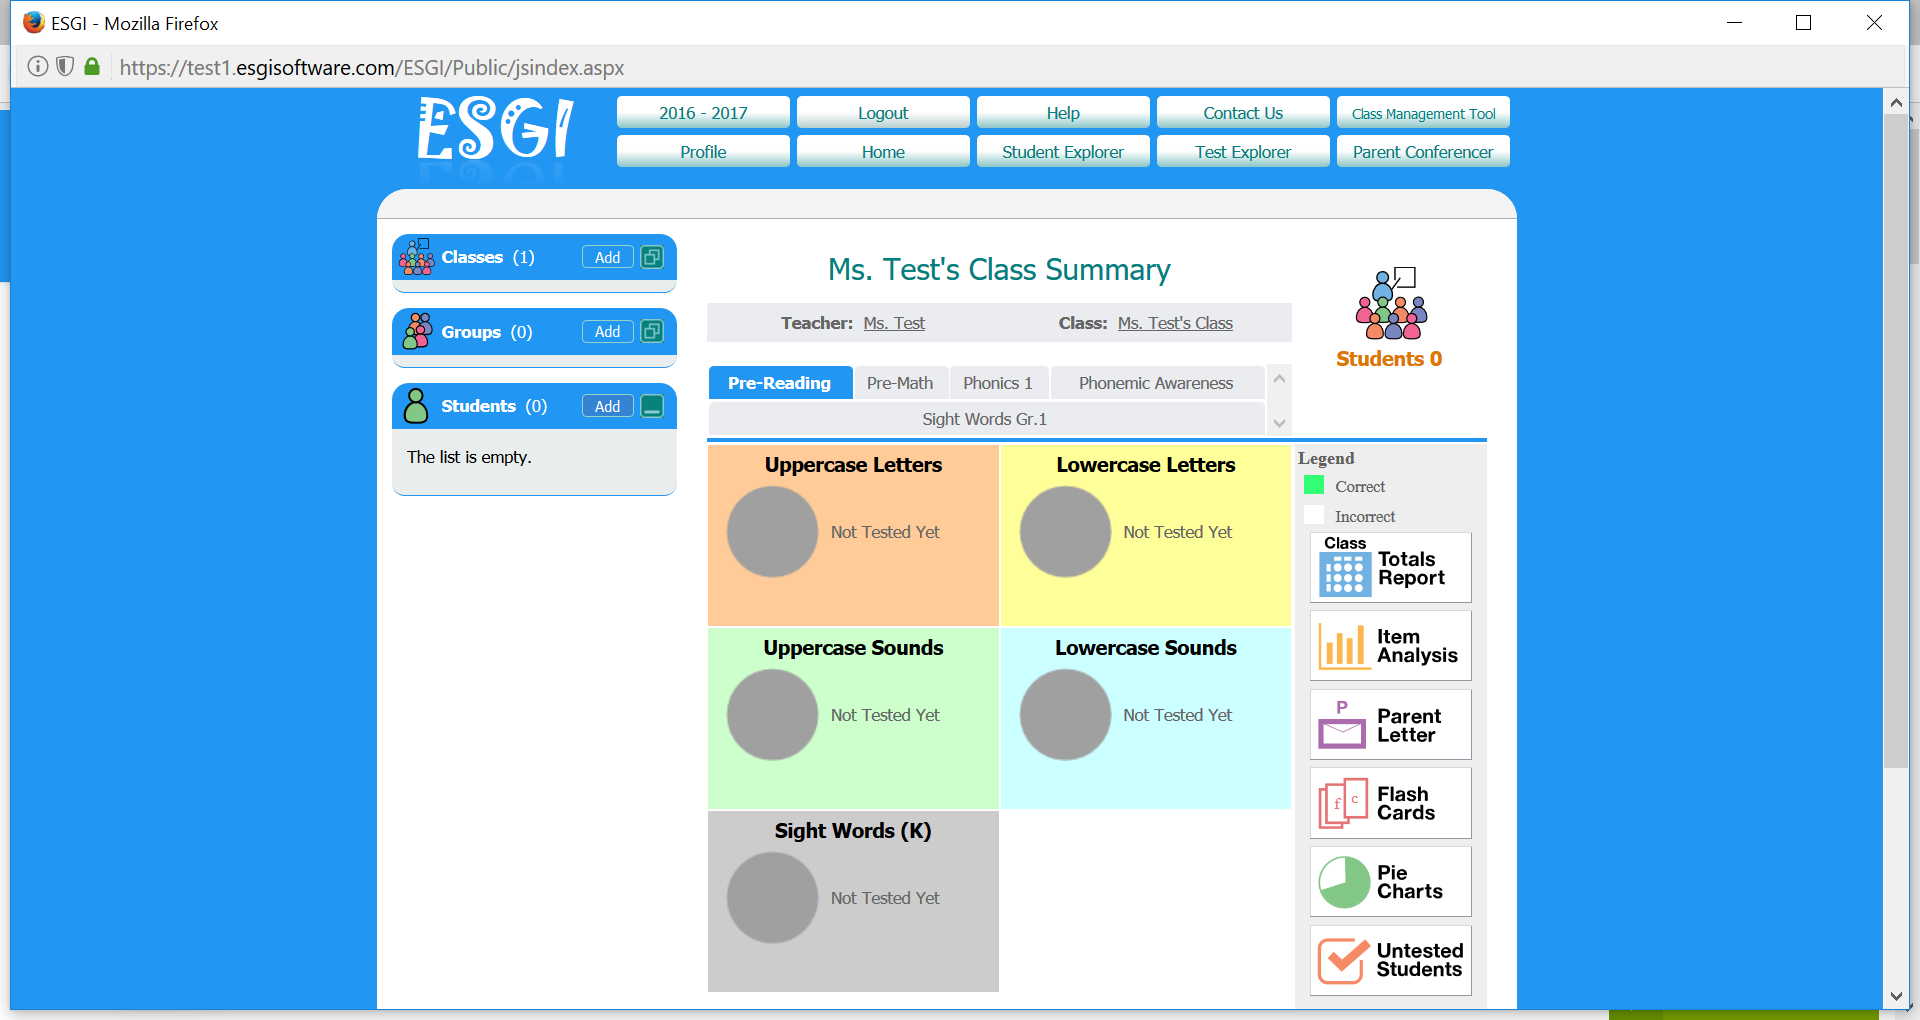 ESGI - Mozilla Firefox
https://test1.esgisoftware.com/ESGI/Public/jsindex.aspx
ESGI
2016 - 2017
Logout
Help
Contact Us
Class Management Tool
Profile
Home
Student Explorer
Test Explorer
Parent Conferencer
Classes (1)
Add
Groups (0)
Add
Students (0)
Add
The list is empty.
Ms. Test's Class Summary
Teacher: Ms. Test
Class: Ms. Test's Class
Students 0
Pre-Reading
Pre-Math
Phonics 1
Phonemic Awareness
Sight Words Gr.1
Uppercase Letters
Not Tested Yet
Lowercase Letters
Not Tested Yet
Uppercase Sounds
Not Tested Yet
Lowercase Sounds
Not Tested Yet
Sight Words (K)
Not Tested Yet
Legend
Correct
Incorrect
Class
Totals
Report
Item
Analysis
P
Parent
Letter
f c
Flash
Cards
Pie
Charts
Untested
Students